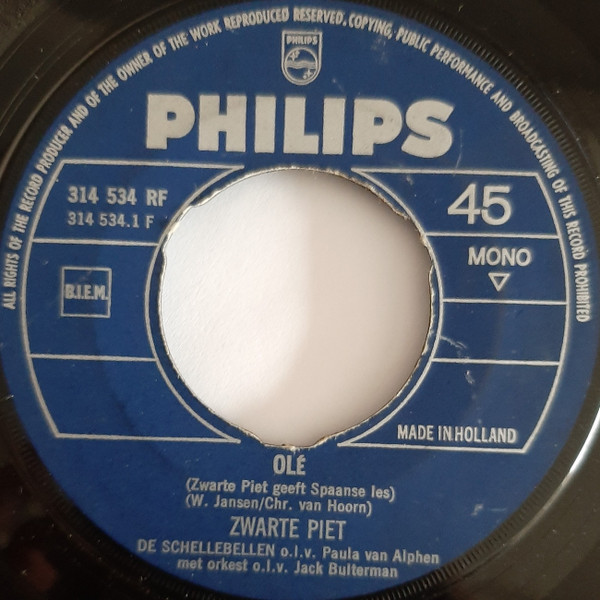 ALL RIGHTS OF THE RECORD PRODUCER AND OF THE OWNER OF THE WORK REPRODUCED RESERVED, COPYING, PUBLIC PERFORMANCE AND BROADCASTING OF THIS RECORD PROHIBITED
PHILIPS
PHILIPS
314 534 RF
314 534.1 F
45
MONO
B.I.E.M.
MADE IN HOLLAND
OLÉ
(Zwarte Piet geeft Spaanse les)
(W. Jansen/Chr. van Hoorn)
ZWARTE PIET
DE SCHELLEBELLEN o.l.v. Paula van Alphen
met orkest o.l.v. Jack Bulterman